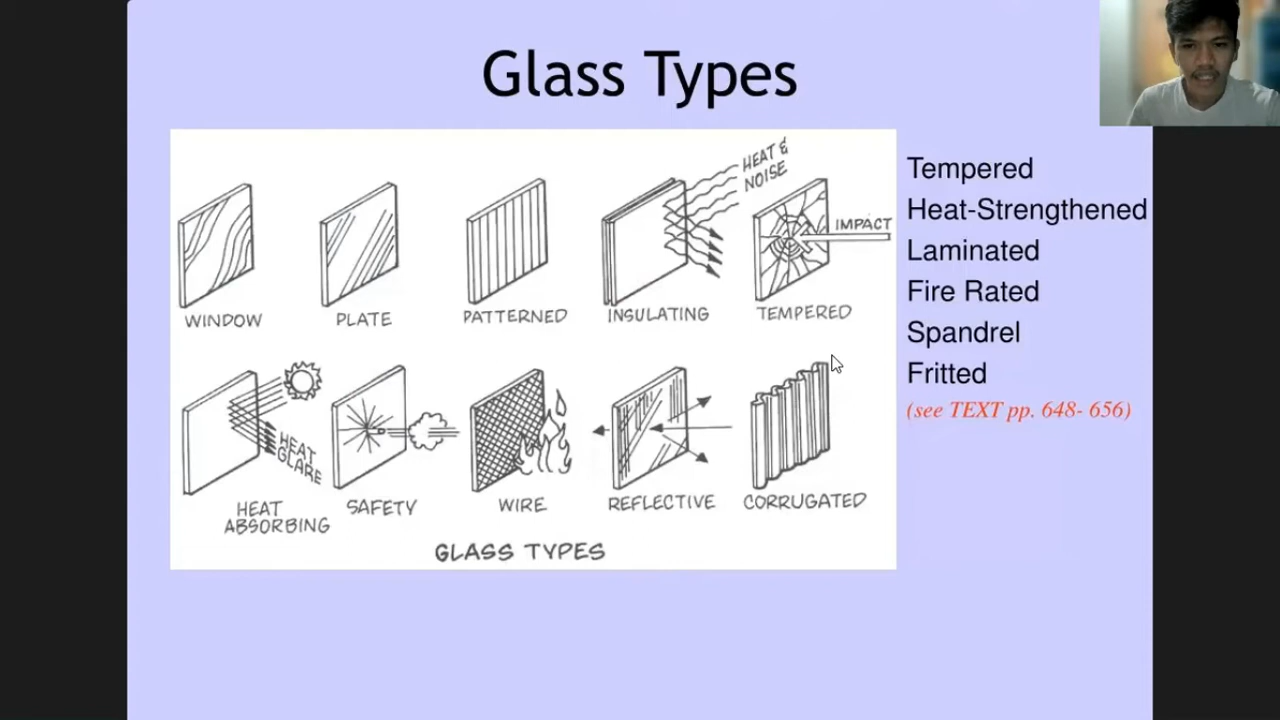 Glass Types
HEAT &
NOISE
IMPACT
WINDOW
PLATE
PATTERNED
INSULATING
TEMPERED
HEAT
GLARE
HEAT
ABSORBING
SAFETY
WIRE
REFLECTIVE
CORRUGATED
GLASS TYPES
Tempered
Heat-Strengthened
Laminated
Fire Rated
Spandrel
Fritted
(see TEXT pp. 648- 656)